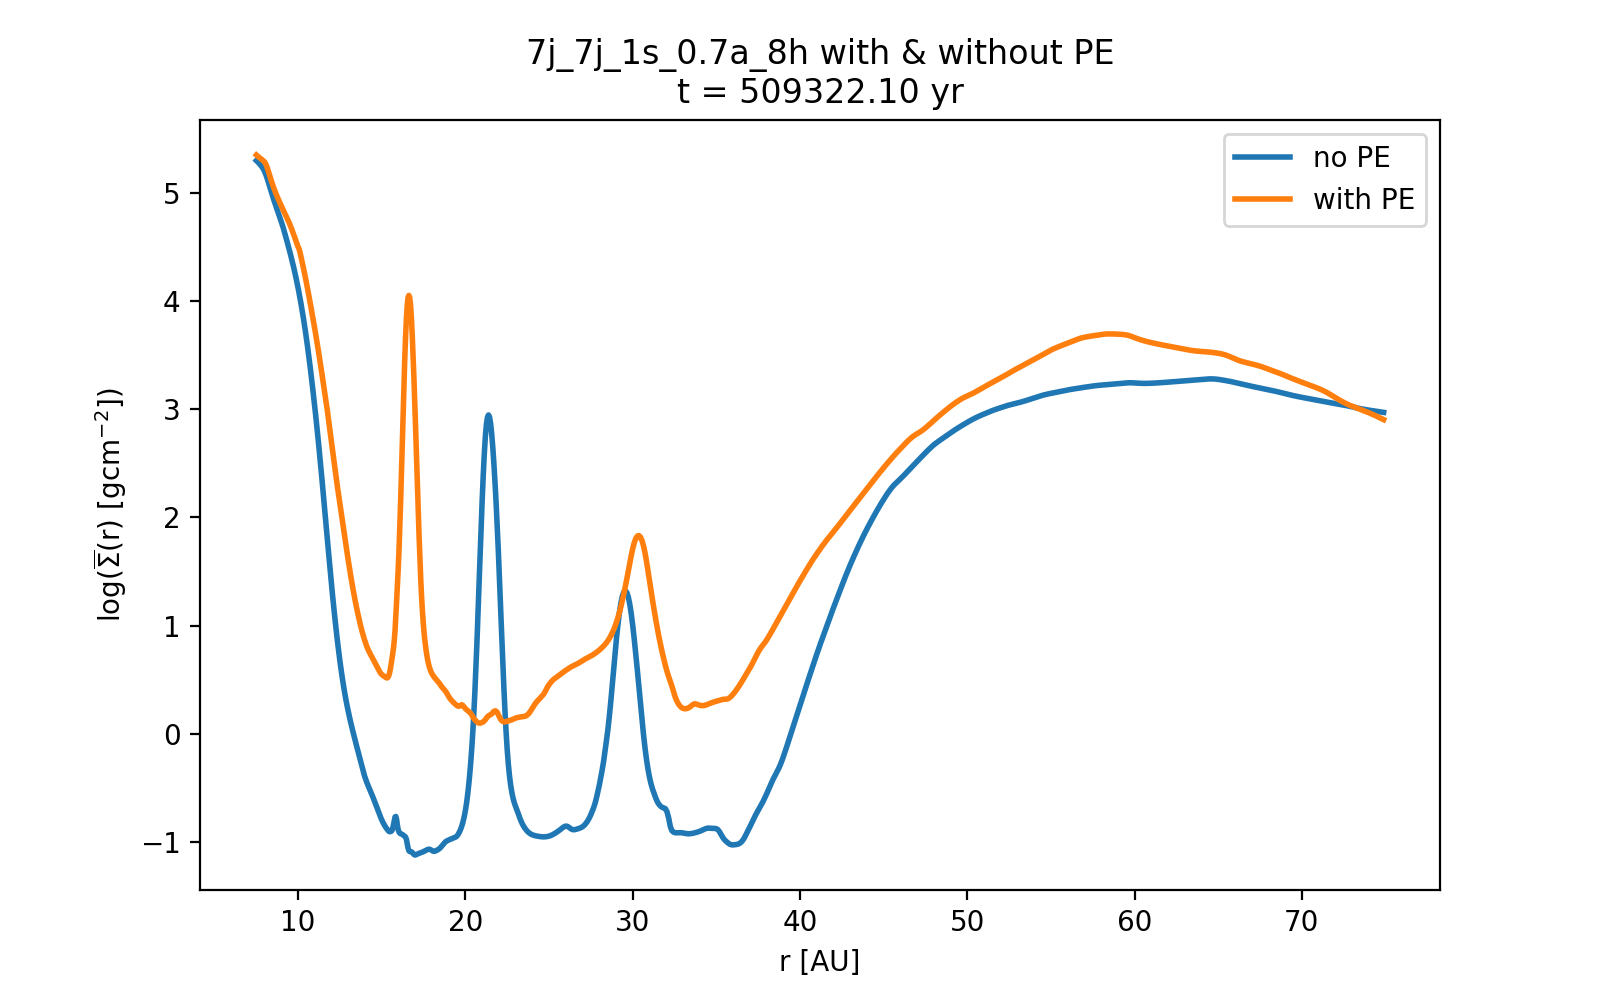 7j_7j_1s_0.7a_8h with & without PE
t = 509322.10 yr
no PE
with PE
5
4
3
2
1
0
−1
log(Σ̅(r) [gcm⁻²])
10 20 30 40 50 60 70
r [AU]